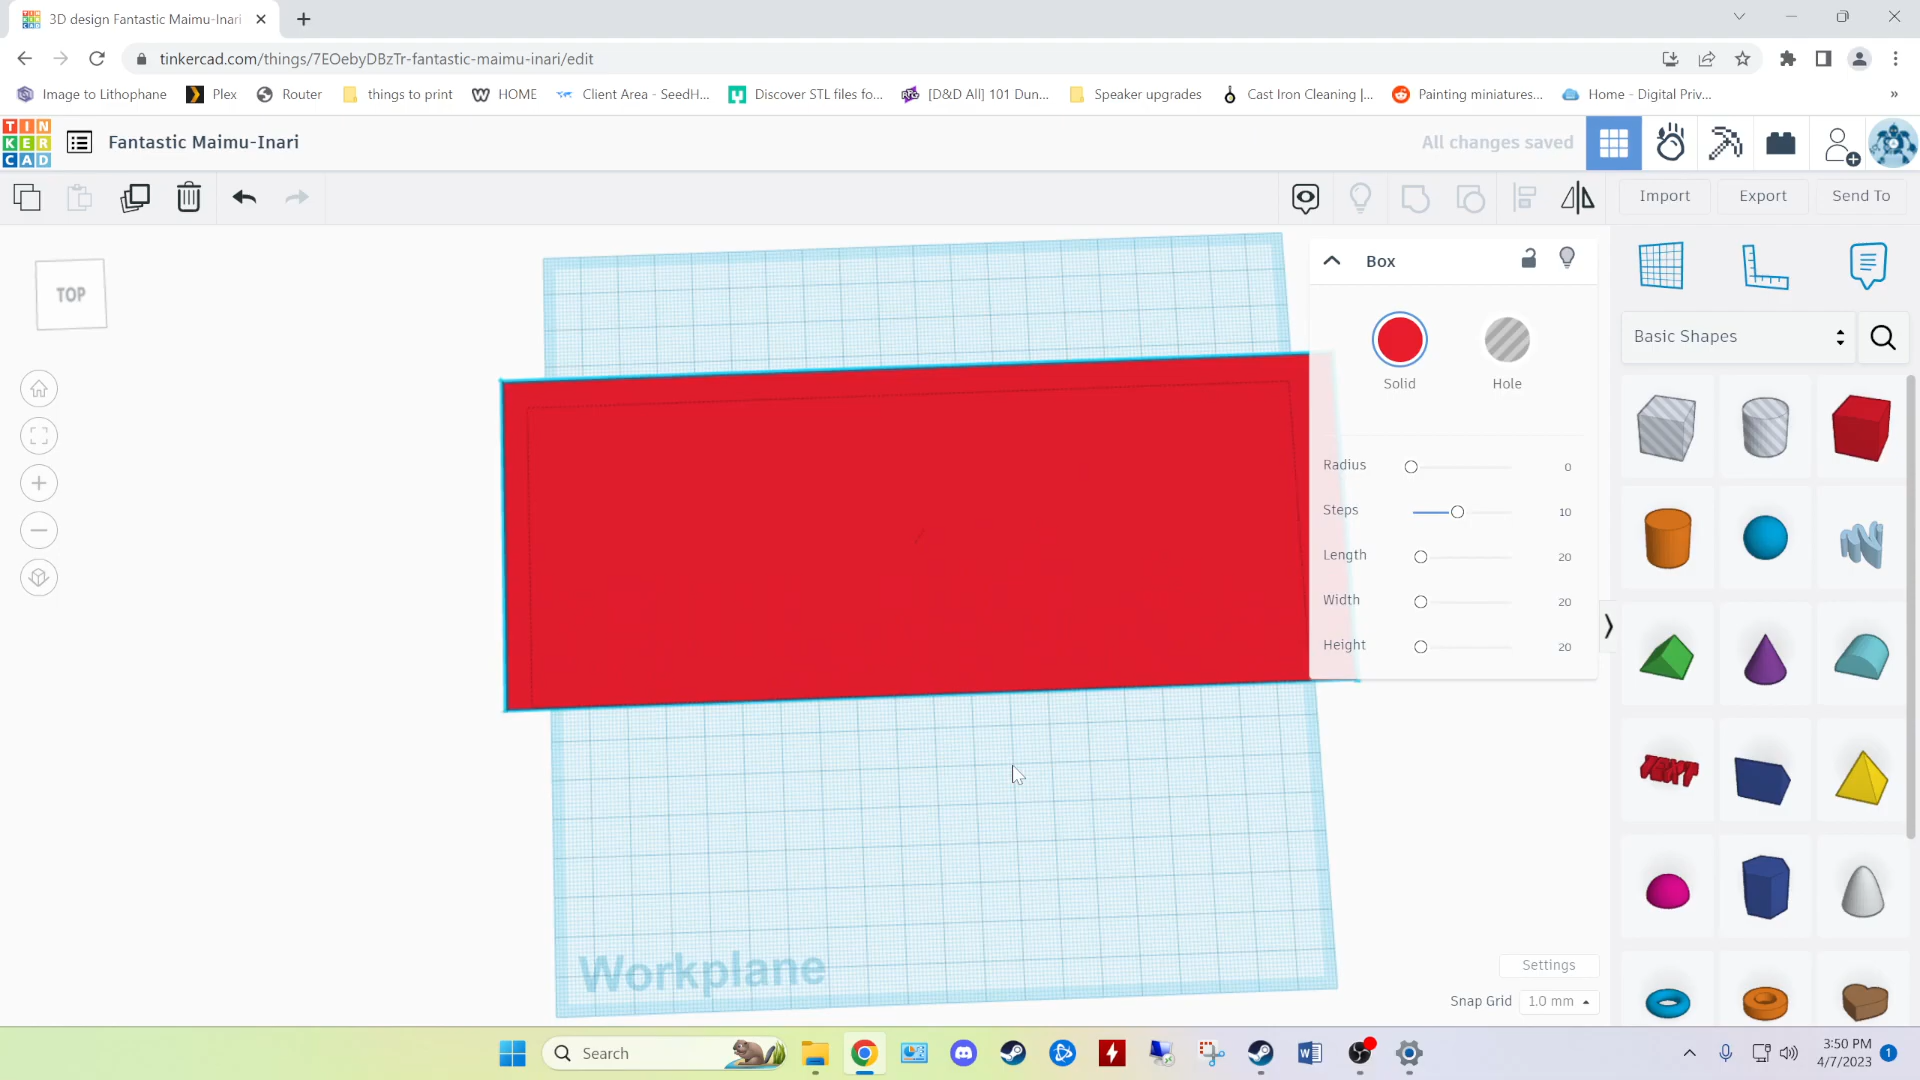 3D design Fantastic Maimu-Inari
tinkercad.com/things/7EOebyDBzTr-fantastic-maimu-inari/edit
Image to Lithophane
Plex
Router
things to print
HOME
Client Area - SeedH...
Discover STL files fo...
[D&D All] 101 Dun...
Speaker upgrades
Cast Iron Cleaning |...
Painting miniatures...
Home - Digital Priv...
»
TIN
KER
CAD
Fantastic Maimu-Inari
All changes saved
Import
Export
Send To
TOP
Box
Solid
Hole
Radius
0
Steps
10
Length
20
Width
20
Height
20
Basic Shapes
TEXT
Workplane
Settings
Snap Grid
1.0 mm
Search
3:50 PM
4/7/2023
1